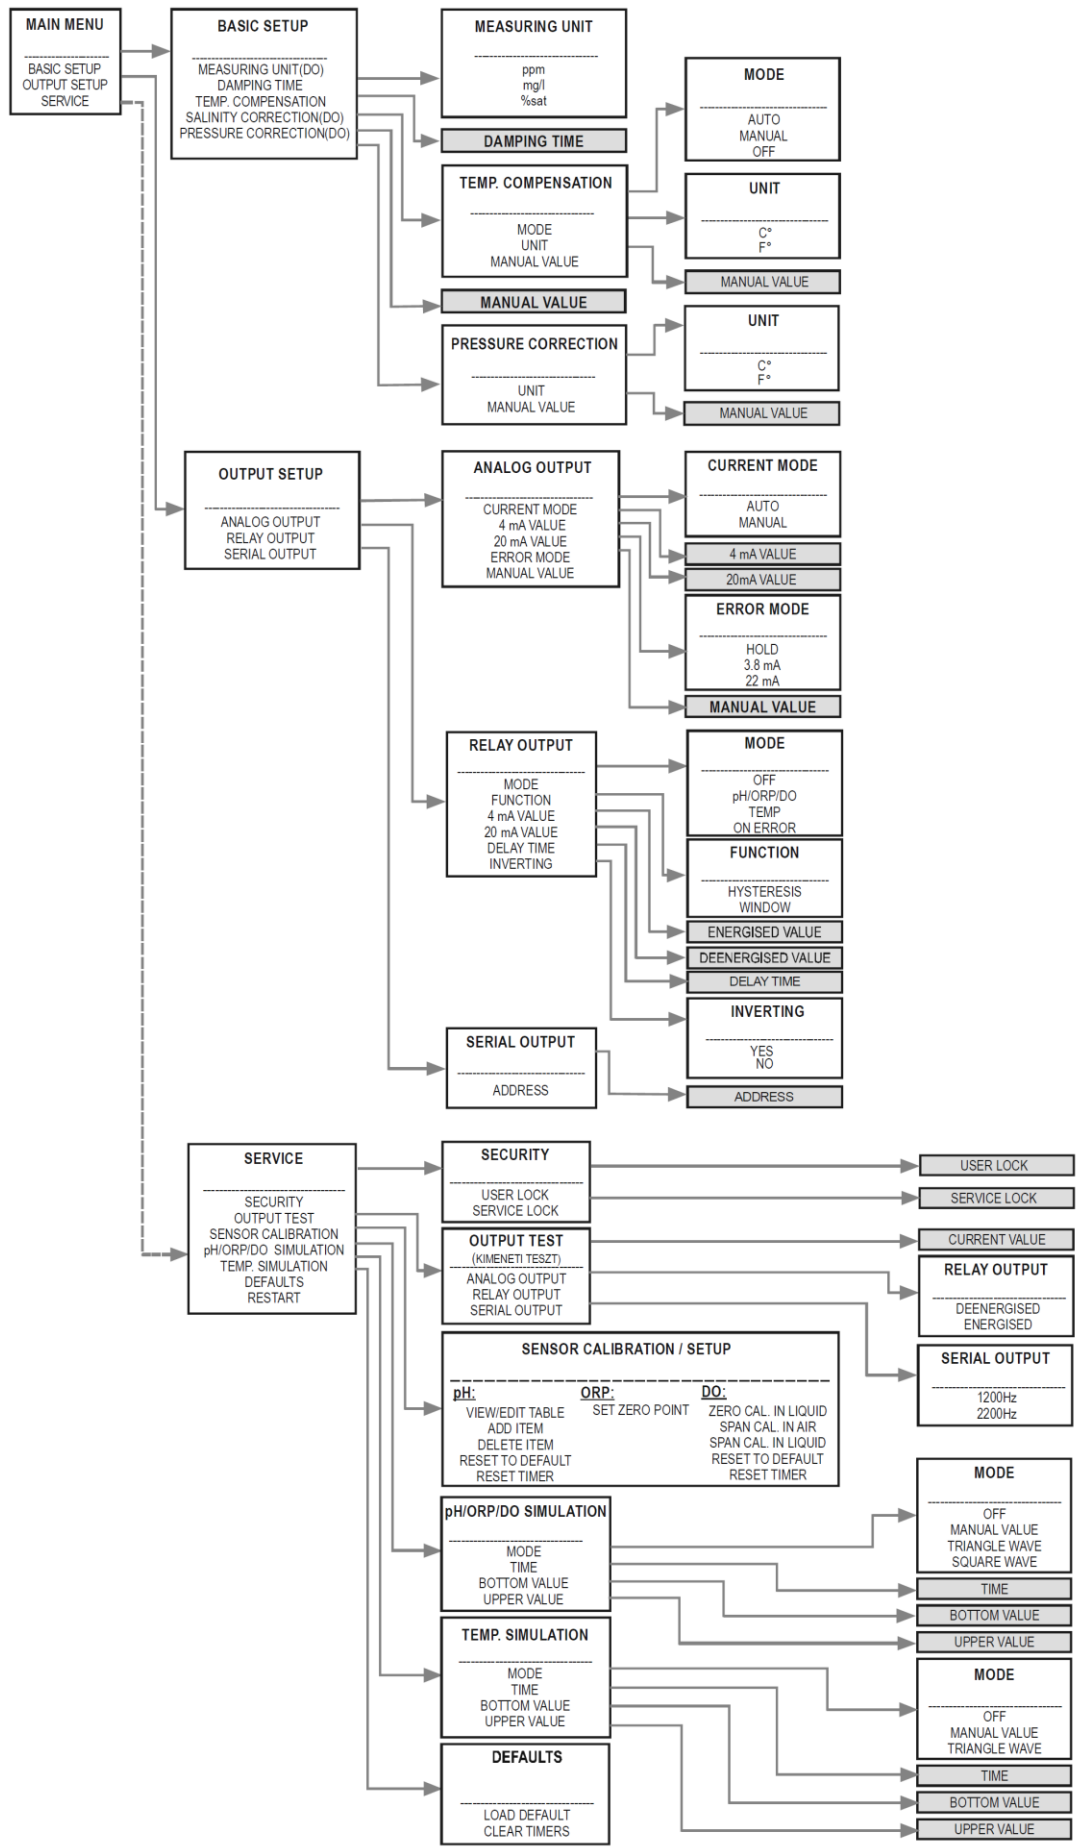 MAIN MENU
BASIC SETUP
OUTPUT SETUP
SERVICE
BASIC SETUP
MEASURING UNIT(DO)
DAMPING TIME
TEMP. COMPENSATION
SALINITY CORRECTION(DO)
PRESSURE CORRECTION(DO)
MEASURING UNIT
ppm
mg/l
%sat
DAMPING TIME
TEMP. COMPENSATION
MODE
UNIT
MANUAL VALUE
MODE
AUTO
MANUAL
OFF
UNIT
C°
F°
MANUAL VALUE
MANUAL VALUE
PRESSURE CORRECTION
UNIT
MANUAL VALUE
UNIT
C°
F°
MANUAL VALUE
OUTPUT SETUP
ANALOG OUTPUT
RELAY OUTPUT
SERIAL OUTPUT
ANALOG OUTPUT
CURRENT MODE
4 mA VALUE
20 mA VALUE
ERROR MODE
MANUAL VALUE
CURRENT MODE
AUTO
MANUAL
4 mA VALUE
20mA VALUE
ERROR MODE
HOLD
3.8 mA
22 mA
MANUAL VALUE
RELAY OUTPUT
MODE
FUNCTION
4 mA VALUE
20 mA VALUE
DELAY TIME
INVERTING
MODE
OFF
pH/ORP/DO
TEMP
ON ERROR
FUNCTION
HYSTERESIS
WINDOW
ENERGISED VALUE
DEENERGISED VALUE
DELAY TIME
INVERTING
YES
NO
SERIAL OUTPUT
ADDRESS
ADDRESS
SERVICE
SECURITY
OUTPUT TEST
SENSOR CALIBRATION
pH/ORP/DO SIMULATION
TEMP. SIMULATION
DEFAULTS
RESTART
SECURITY
USER LOCK
SERVICE LOCK
USER LOCK
SERVICE LOCK
OUTPUT TEST
(KIMENETI TESZT)
ANALOG OUTPUT
RELAY OUTPUT
SERIAL OUTPUT
CURRENT VALUE
RELAY OUTPUT
DEENERGISED
ENERGISED
SERIAL OUTPUT
1200Hz
2200Hz
SENSOR CALIBRATION / SETUP
pH:
VIEW/EDIT TABLE
ADD ITEM
DELETE ITEM
RESET TO DEFAULT
RESET TIMER
ORP:
SET ZERO POINT
DO:
ZERO CAL. IN LIQUID
SPAN CAL. IN AIR
SPAN CAL. IN LIQUID
RESET TO DEFAULT
RESET TIMER
pH/ORP/DO SIMULATION
MODE
TIME
BOTTOM VALUE
UPPER VALUE
MODE
OFF
MANUAL VALUE
TRIANGLE WAVE
SQUARE WAVE
TIME
BOTTOM VALUE
UPPER VALUE
TEMP. SIMULATION
MODE
TIME
BOTTOM VALUE
UPPER VALUE
MODE
OFF
MANUAL VALUE
TRIANGLE WAVE
TIME
BOTTOM VALUE
UPPER VALUE
DEFAULTS
LOAD DEFAULT
CLEAR TIMERS